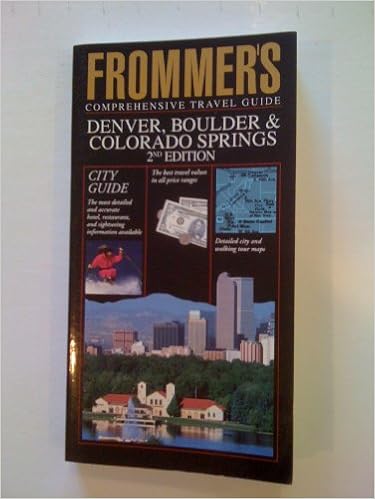 FROMMER'S
COMPREHENSIVE TRAVEL GUIDE
DENVER, BOULDER &
COLORADO SPRINGS
2ND EDITION
CITY
GUIDE
The most detailed
and accurate
hotel, restaurant,
and sightseeing
information available
The best travel values
in all price ranges
Detailed city and
walking tour maps